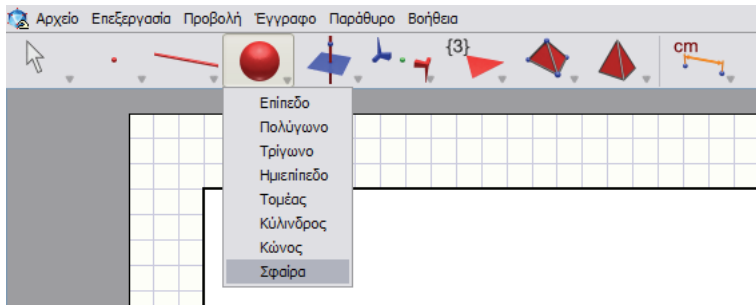 Αρχείο Επεξεργασία Προβολή Έγγραφο Παράθυρο Βοήθεια
{3} cm
Επίπεδο
Πολύγωνο
Τρίγωνο
Ημιεπίπεδο
Τομέας
Κύλινδρος
Κώνος
Σφαίρα